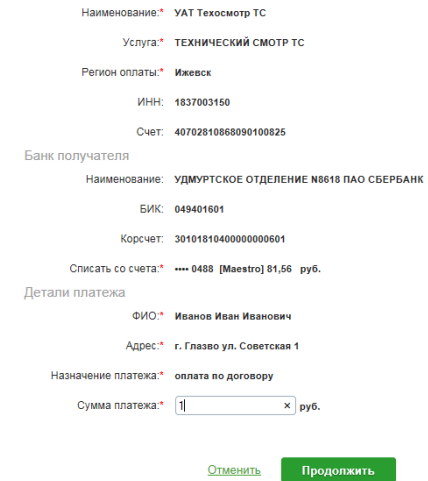 Наименование:* УАТ Техосмотр ТС
Услуга:* ТЕХНИЧЕСКИЙ СМОТР ТС
Регион оплаты:* Ижевск
ИНН: 1837003150
Счет: 40702810868090100825
Банк получателя
Наименование: УДМУРТСКОЕ ОТДЕЛЕНИЕ N8618 ПАО СБЕРБАНК
БИК: 049401601
Корсчет: 30101810400000000601
Списать со счета:* •••• 0488 [Maestro] 81,56 руб.
Детали платежа
ФИО:* Иванов Иван Иванович
Адрес:* г. Глазво ул. Советская 1
Назначение платежа:* оплата по договору
Сумма платежа:* 1 × руб.
Отменить Продолжить